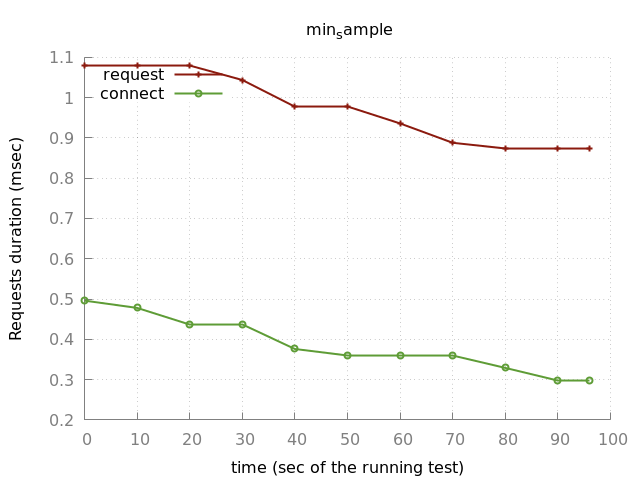 min_sample
Requests duration (msec)
1.1
1
0.9
0.8
0.7
0.6
0.5
0.4
0.3
0.2
request
connect
0 10 20 30 40 50 60 70 80 90 100
time (sec of the running test)